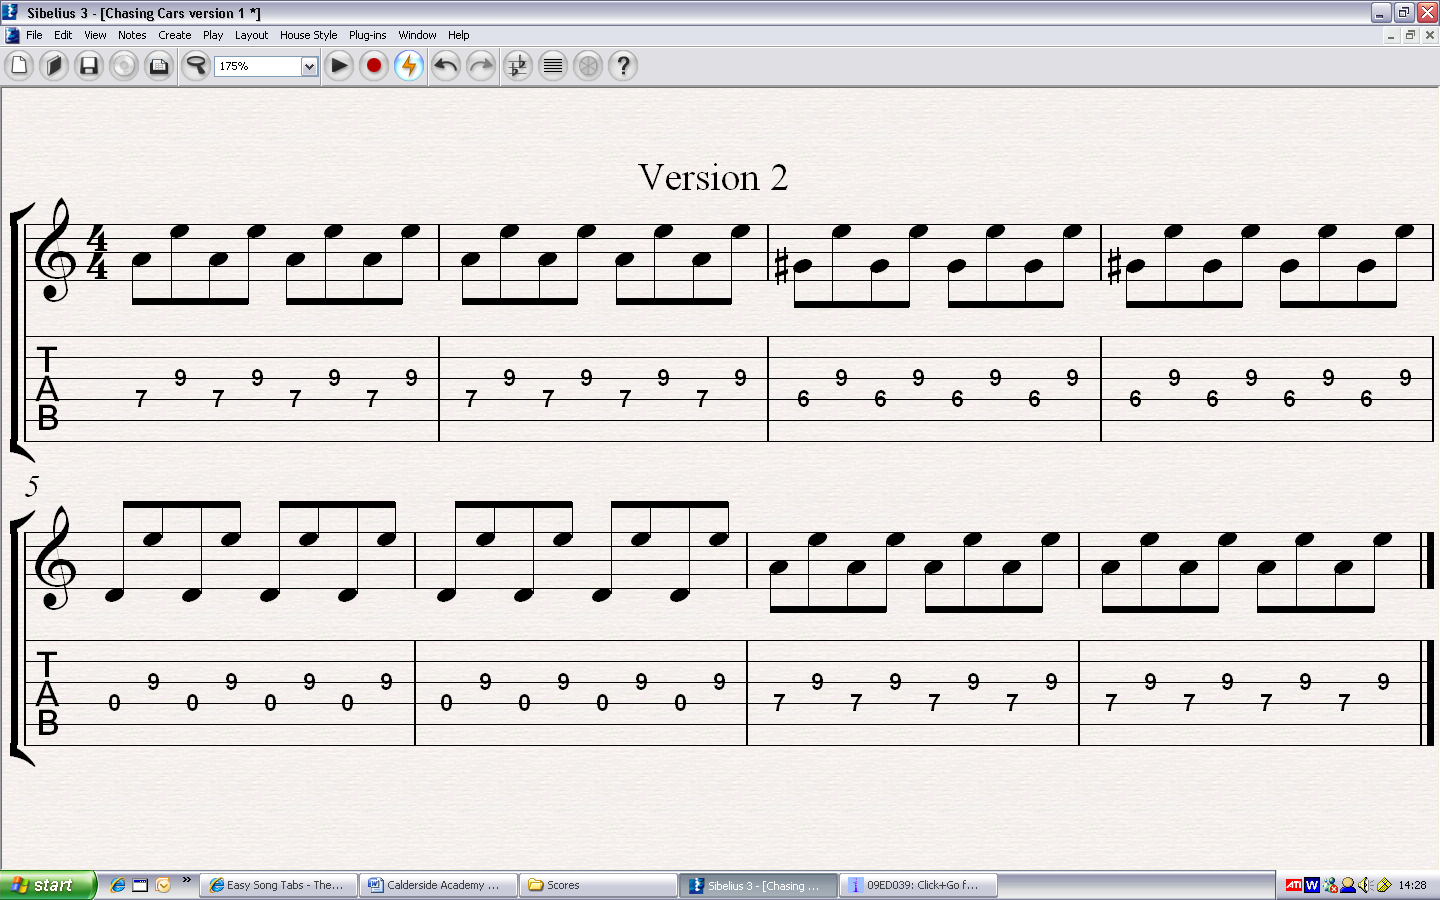 Sibelius 3 - [Chasing Cars version 1 *]
File Edit View Notes Create Play Layout House Style Plug-ins Window Help
175%
?
Version 2
4
4
T
A
B
7 9 7 9 7 9 7 9 7 9 7 9 7 9 7 9 6 9 6 9 6 9 6 9 6 9 6 9 6 9 6 9
5
T
A
B
0 9 0 9 0 9 0 9 0 9 0 9 0 9 0 9 7 9 7 9 7 9 7 9 7 9 7 9 7 9 7 9
start » Easy Song Tabs - The... Calderside Academy ... Scores Sibelius 3 - [Chasing ... 09ED039: Click+Go f... ATI W 14:28